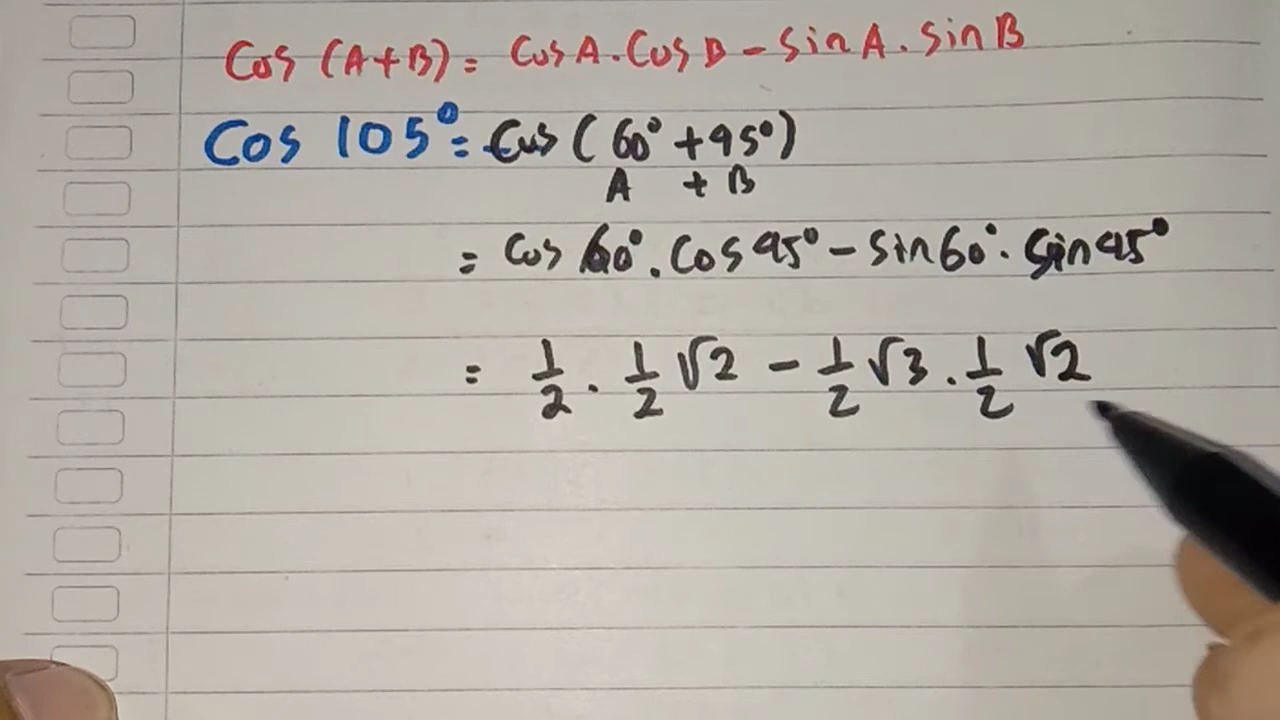 Cos (A+B) = Cos A . Cos B - sin A . sin B
Cos 105° = Cos (60° + 45°)
A + B
= Cos 60° . Cos 45° - sin 60° . sin 45°
= 1/2 . 1/2 √2 - 1/2 √3 . 1/2 √2